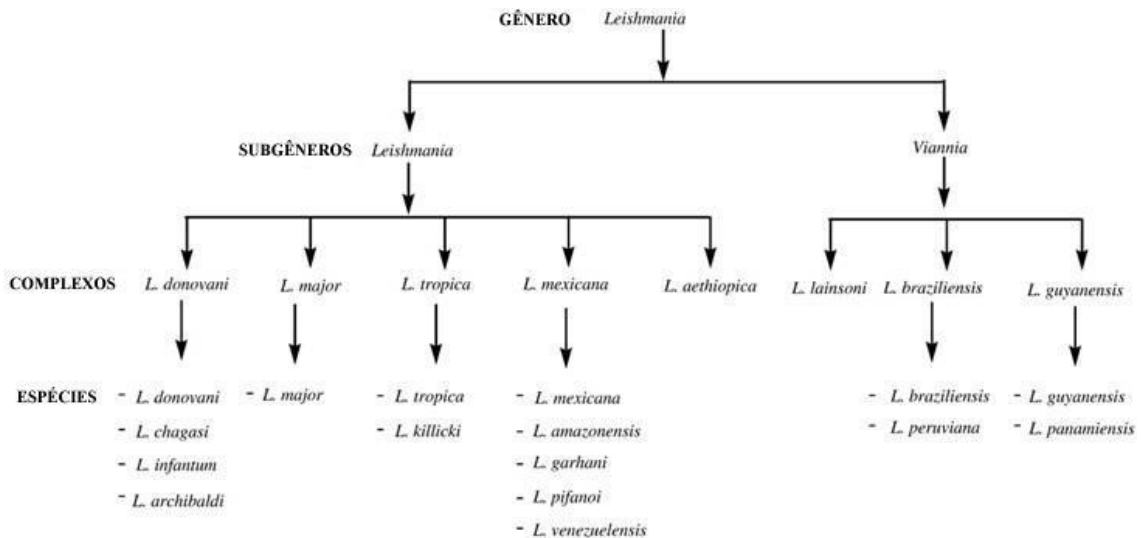 GÊNERO Leishmania
SUBGÊNEROS Leishmania Viannia
COMPLEXOS L. donovani L. major L. tropica L. mexicana L. aethiopica L. lainsoni L. braziliensis L. guyanensis
ESPÉCIES - L. donovani - L. major - L. tropica - L. mexicana - L. braziliensis - L. guyanensis
- L. chagasi - L. killicki - L. amazonensis - L. peruviana - L. panamiensis
- L. infantum - L. garhani
- L. archibaldi - L. pifanoi
- L. venezuelensis